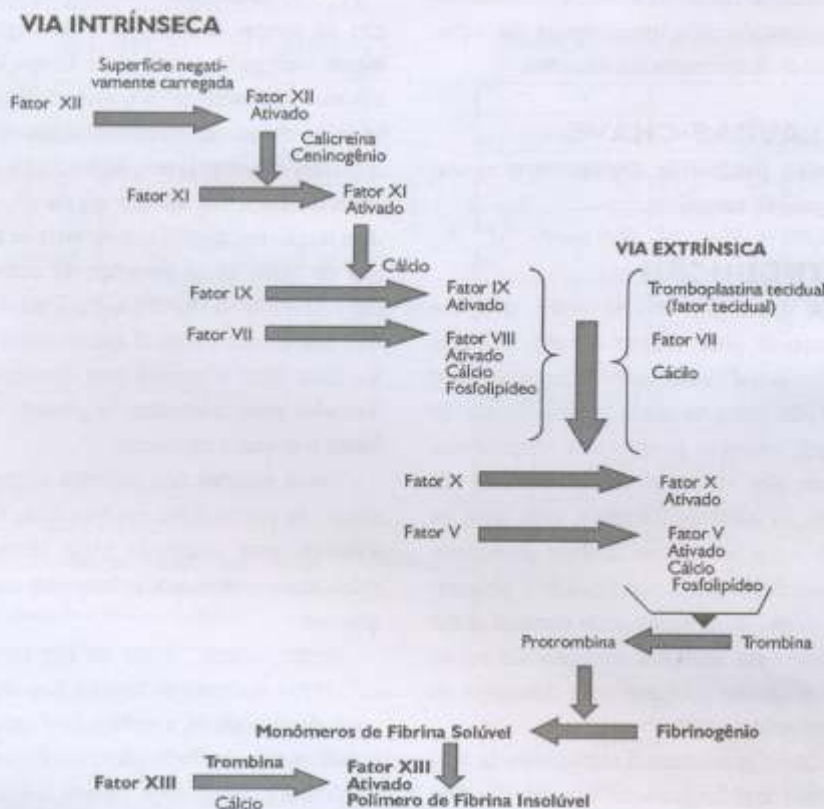 VIA INTRÍNSECA
Superfície negati-
vamente carregada
Fator XII
Fator XII
Ativado
Calicreína
Ceninogênio
Fator XI
Fator XI
Ativado
Cálcio
VIA EXTRÍNSICA
Fator IX
Fator IX
Ativado
Tromboplastina tecidual
(fator tecidual)
Fator VII
Fator VIII
Ativado
Cálcio
Fosfolipídeo
Fator VII
Cácilo
Fator X
Fator X
Ativado
Fator V
Fator V
Ativado
Cálcio
Fosfolipídeo
Protrombina
Trombina
Monômeros de Fibrina Solúvel
Fibrinogênio
Fator XIII
Trombina
Cálcio
Fator XIII
Ativado
Polímero de Fibrina Insolúvel